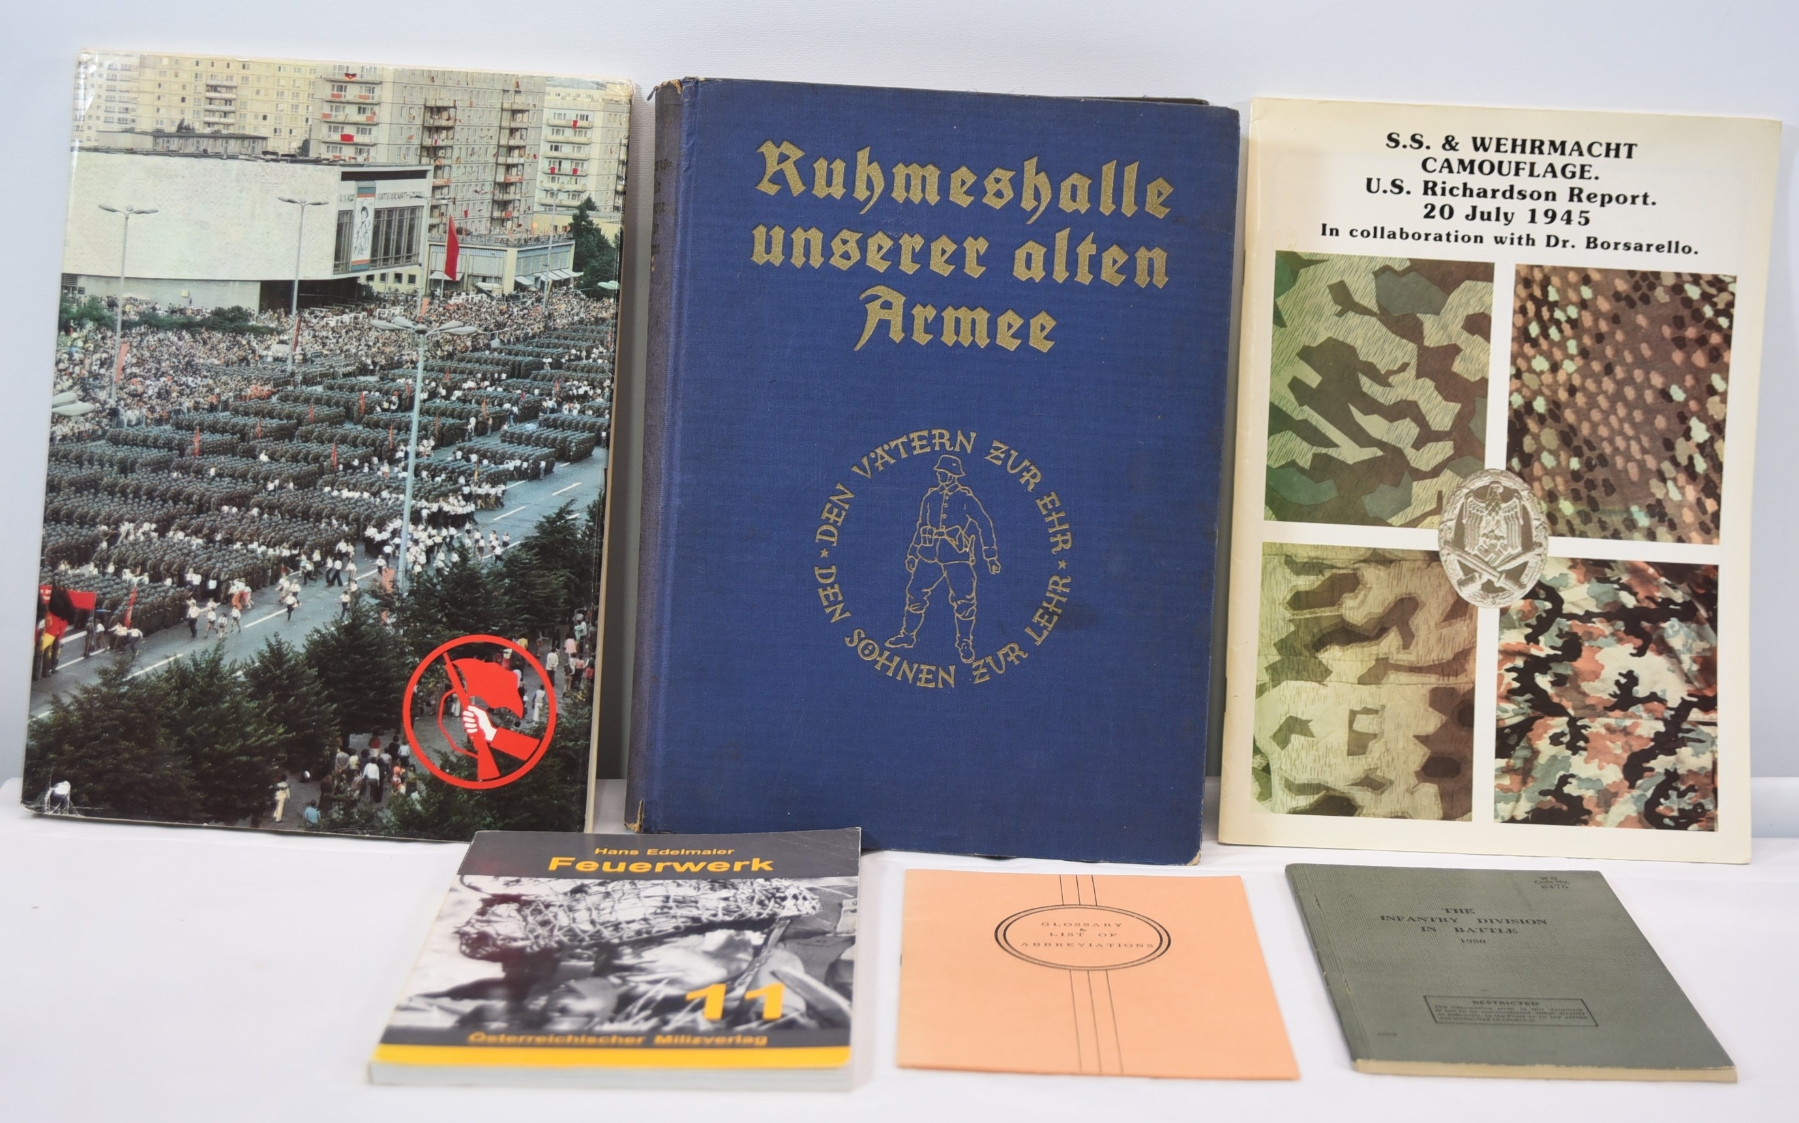 Ruhmeshalle
unserer alten
Armee
DEN VÄTERN ZUR EHR ★
DEN SÖHNEN ZUR LEHR ★
S.S. & WEHRMACHT
CAMOUFLAGE.
U.S. Richardson Report.
20 July 1945
In collaboration with Dr. Borsarello.
Hans Edelmaier
Feuerwerk
11
Österreichischer Milizverlag
GLOSSARY
&
LIST OF
ABBREVIATIONS
THE
INFANTRY DIVISION
IN BATTLE
1950
RESTRICTED